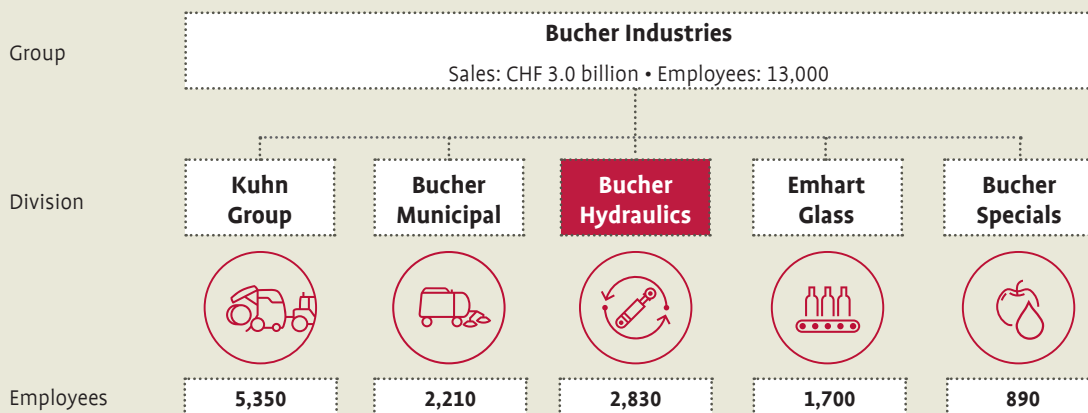 Group
Bucher Industries
Sales: CHF 3.0 billion • Employees: 13,000
Division
Kuhn
Group
Bucher
Municipal
Bucher
Hydraulics
Emhart
Glass
Bucher
Specials
Employees
5,350
2,210
2,830
1,700
890